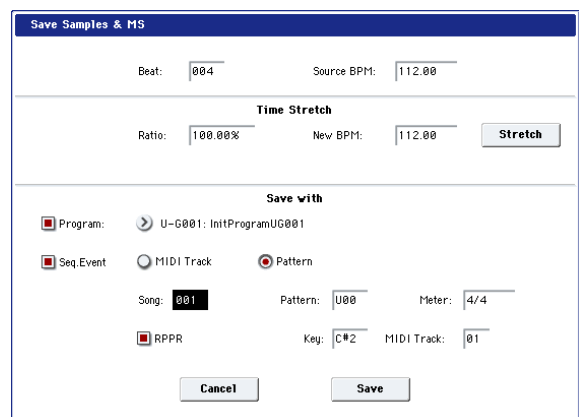 Save Samples & MS
Beat: 004 Source BPM: 112.00
Time Stretch
Ratio: 100.00% New BPM: 112.00 Stretch
Save with
Program: U-G001: InitProgramUG001
Seq.Event MIDI Track Pattern
Song: 001 Pattern: U00 Meter: 4/4
RPPR Key: C#2 MIDI Track: 01
Cancel Save